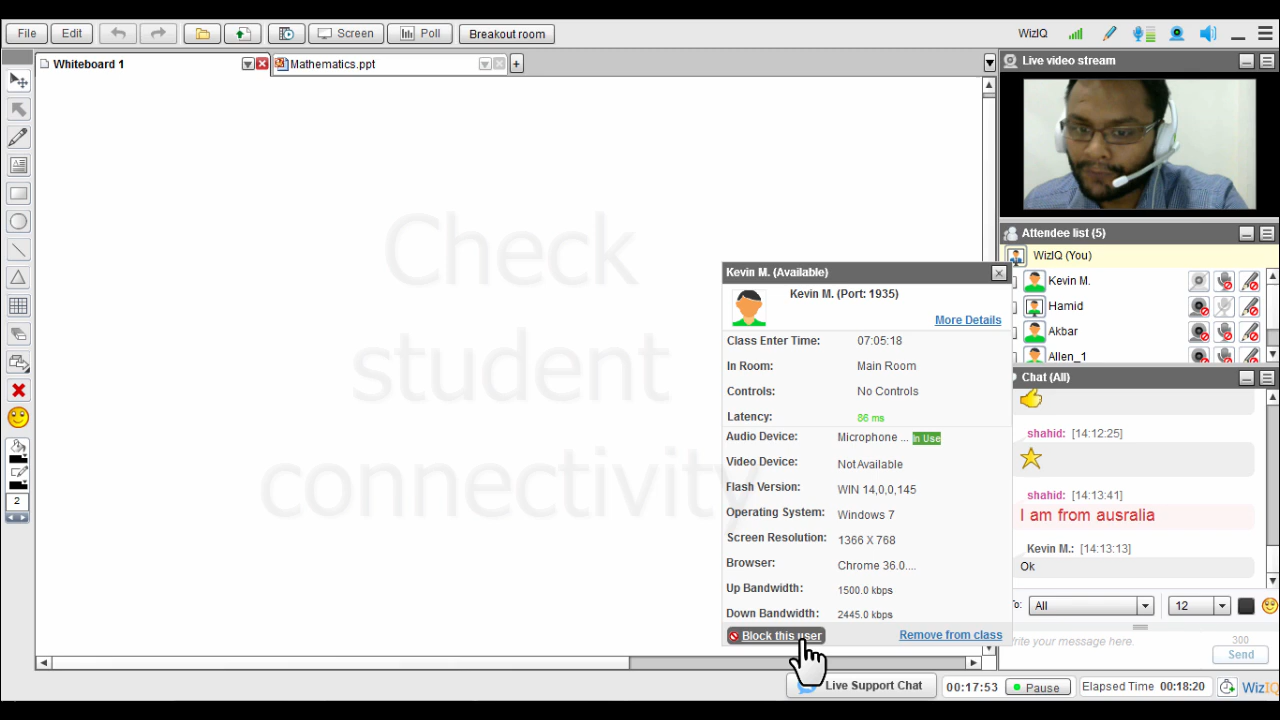 File Edit Screen Poll Breakout room WizIQ
Whiteboard 1 Mathematics.ppt +
Live video stream
Check
student
connectivity
2
Attendee list (5)
WizIQ (You)
Kevin M.
Hamid
Akbar
Allen_1
Kevin M. (Available)
Kevin M. (Port: 1935)
More Details
Class Enter Time: 07:05:18
In Room: Main Room
Controls: No Controls
Latency: 86 ms
Audio Device: Microphone ... In Use
Video Device: Not Available
Flash Version: WIN 14,0,0,145
Operating System: Windows 7
Screen Resolution: 1366 X 768
Browser: Chrome 36.0....
Up Bandwidth: 1500.0 kbps
Down Bandwidth: 2445.0 kbps
Block this user Remove from class
Chat (All)
shahid: [14:12:25]
shahid: [14:13:41]
I am from ausralia
Kevin M.: [14:13:13]
Ok
All 12
your message here. 300
Send
Live Support Chat 00:17:53 Pause Elapsed Time 00:18:20 WizIQ